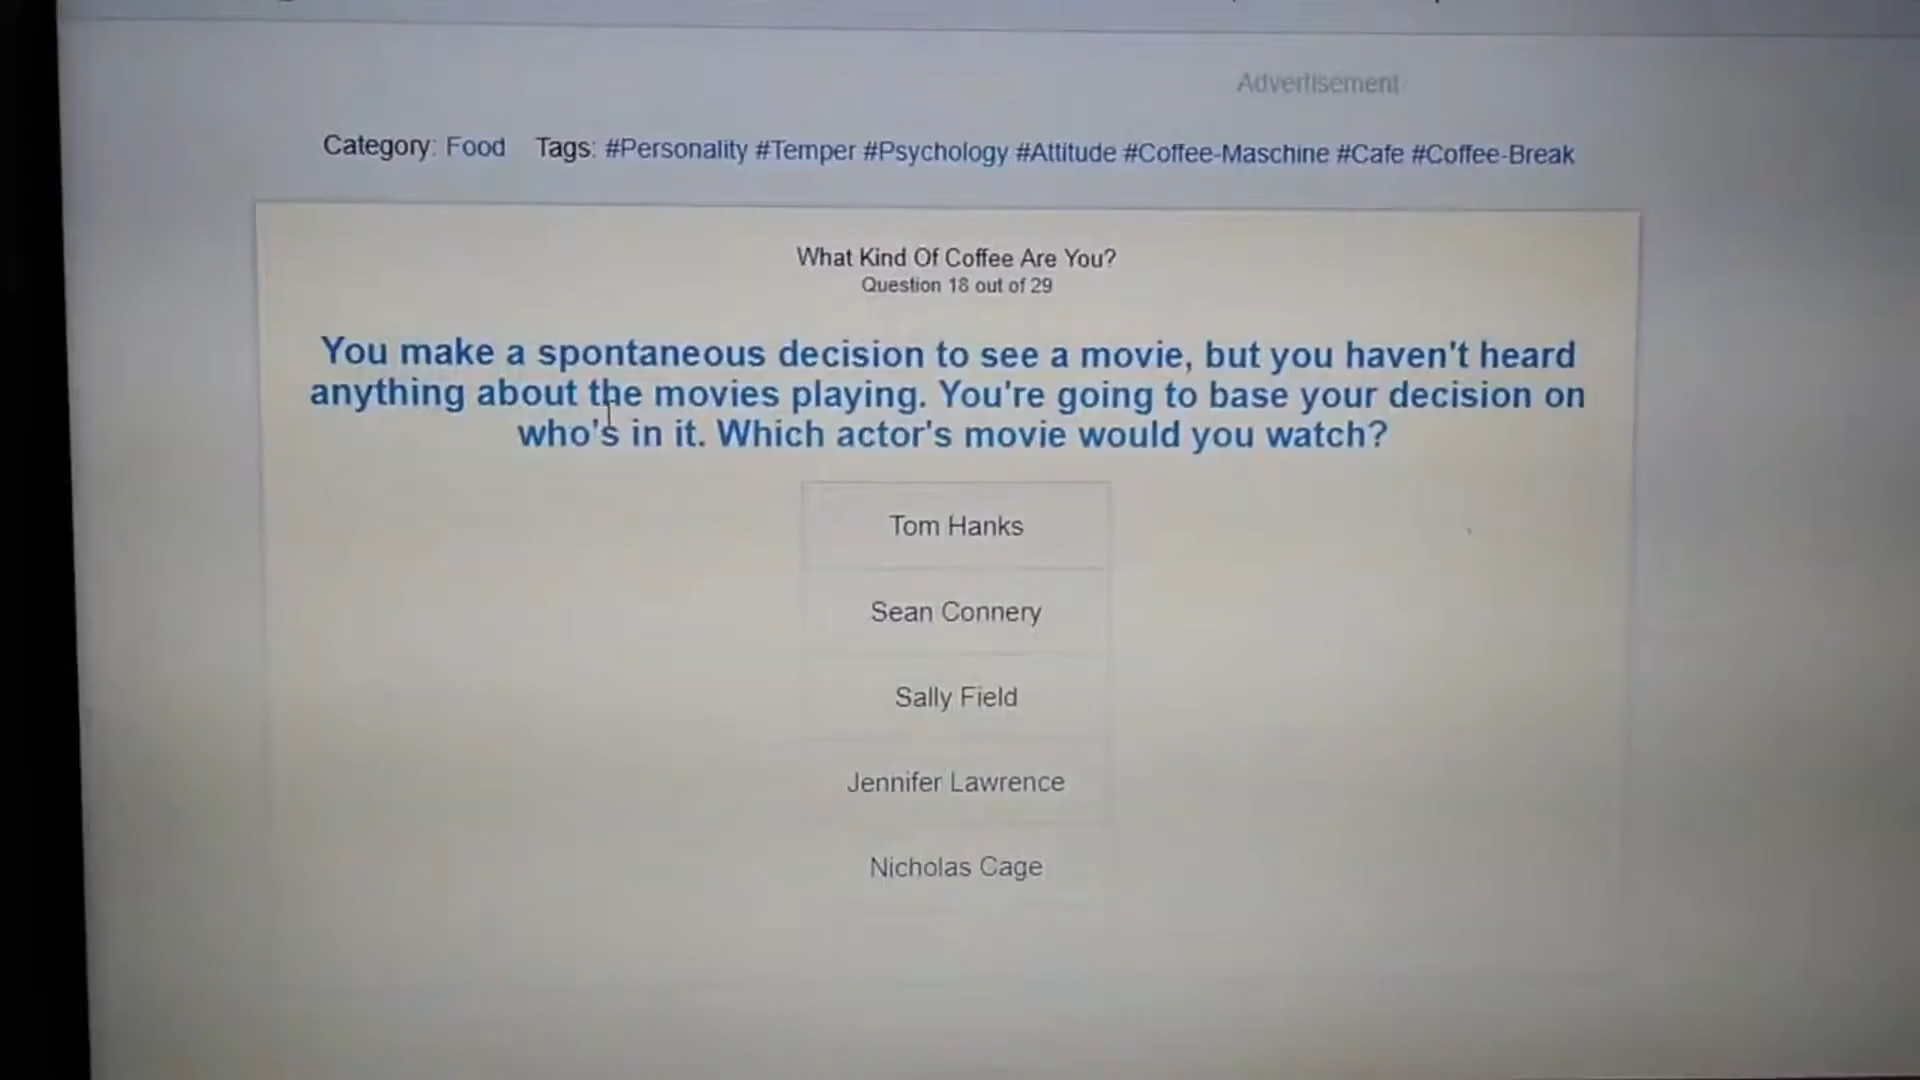 Advertisement
Category: Food Tags: #Personality #Temper #Psychology #Attitude #Coffee-Maschine #Cafe #Coffee-Break
What Kind Of Coffee Are You?
Question 18 out of 29
You make a spontaneous decision to see a movie, but you haven't heard
anything about the movies playing. You're going to base your decision on
who's in it. Which actor's movie would you watch?
Tom Hanks
Sean Connery
Sally Field
Jennifer Lawrence
Nicholas Cage